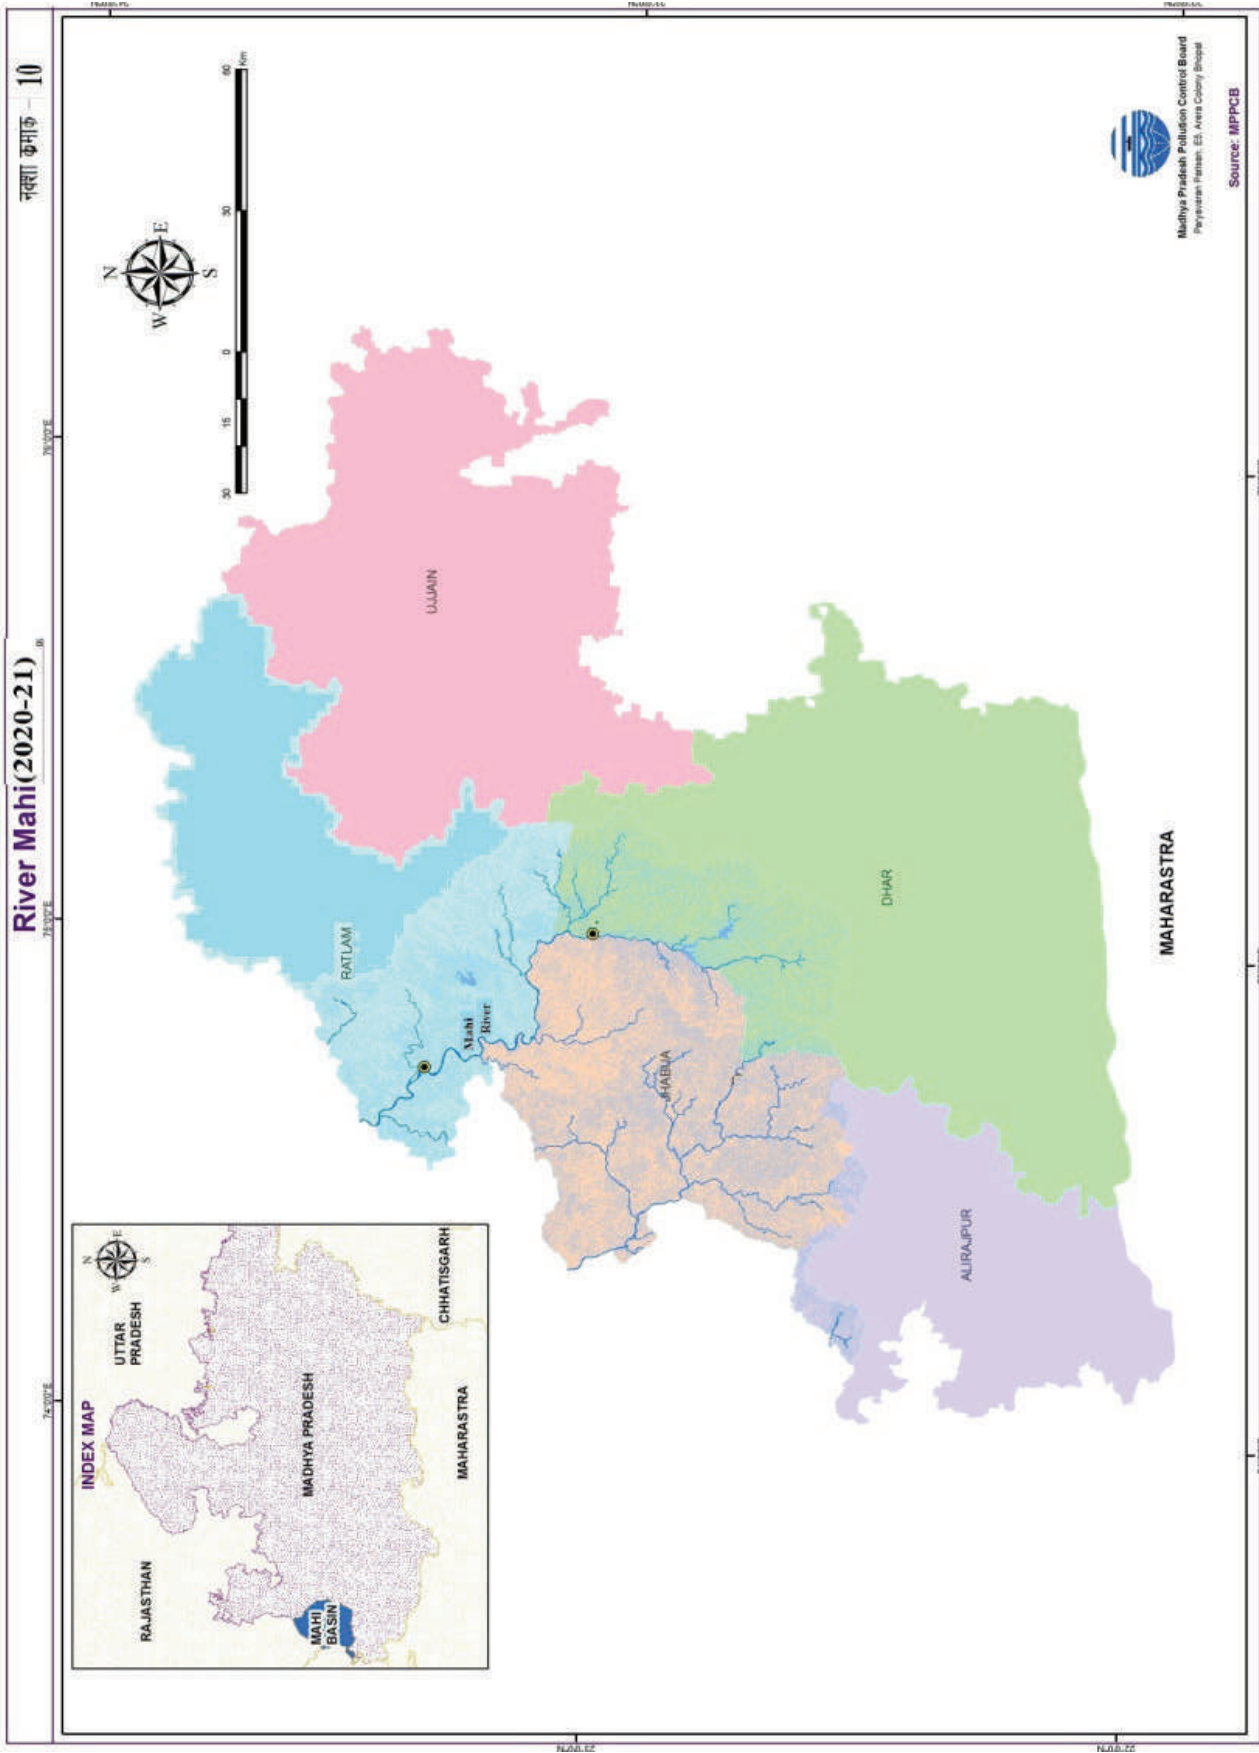 नक्शा क्रमांक – 10
River Mahi(2020-21)
N
W
E
S
30
15
0
30
60
Km
76°0'0"E
75°0'0"E
74°0'0"E
23°0'0"N
22°0'0"N
UJJAIN
RATLAM
Mahi
River
JHABUA
DHAR
ALIRAJPUR
MAHARASTRA
INDEX MAP
N
W
E
S
UTTAR
PRADESH
RAJASTHAN
MADHYA PRADESH
MAHI
BASIN
CHHATISGARH
MAHARASTRA
Madhya Pradesh Pollution Control Board
Paryavaran Parisar, E5, Arera Colony Bhopal
Source: MPPCB